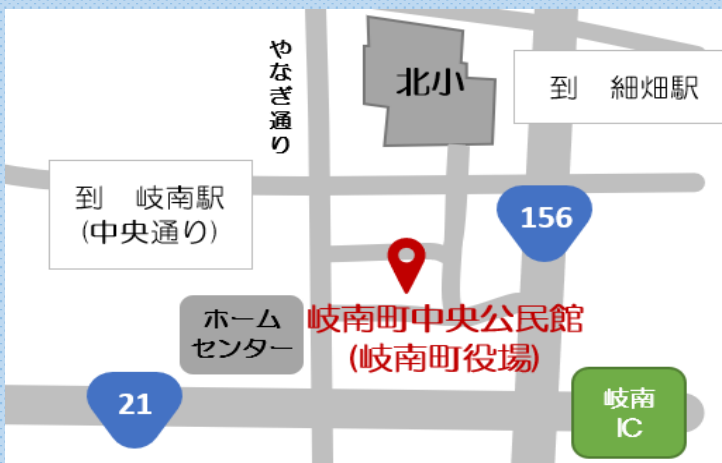 やなぎ通り
北小
到 細畑駅
到 岐南駅
(中央通り)
156
岐南町中央公民館
(岐南町役場)
ホーム
センター
21
岐南
IC